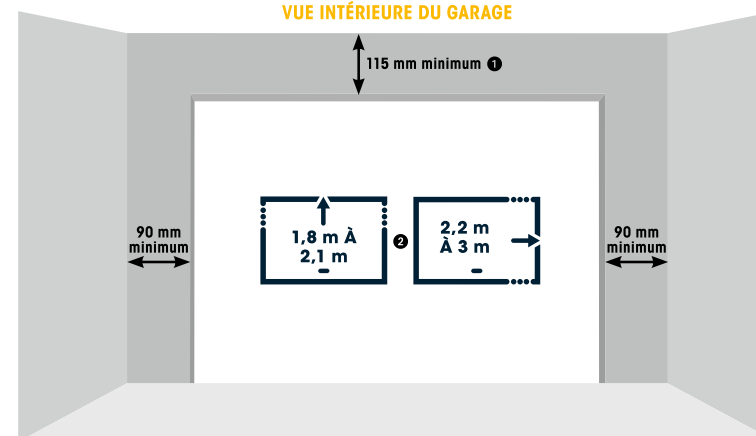 VUE INTÉRIEURE DU GARAGE
115 mm minimum 1
90 mm
minimum
1,8 m À
2,1 m
2
2,2 m
À 3 m
90 mm
minimum